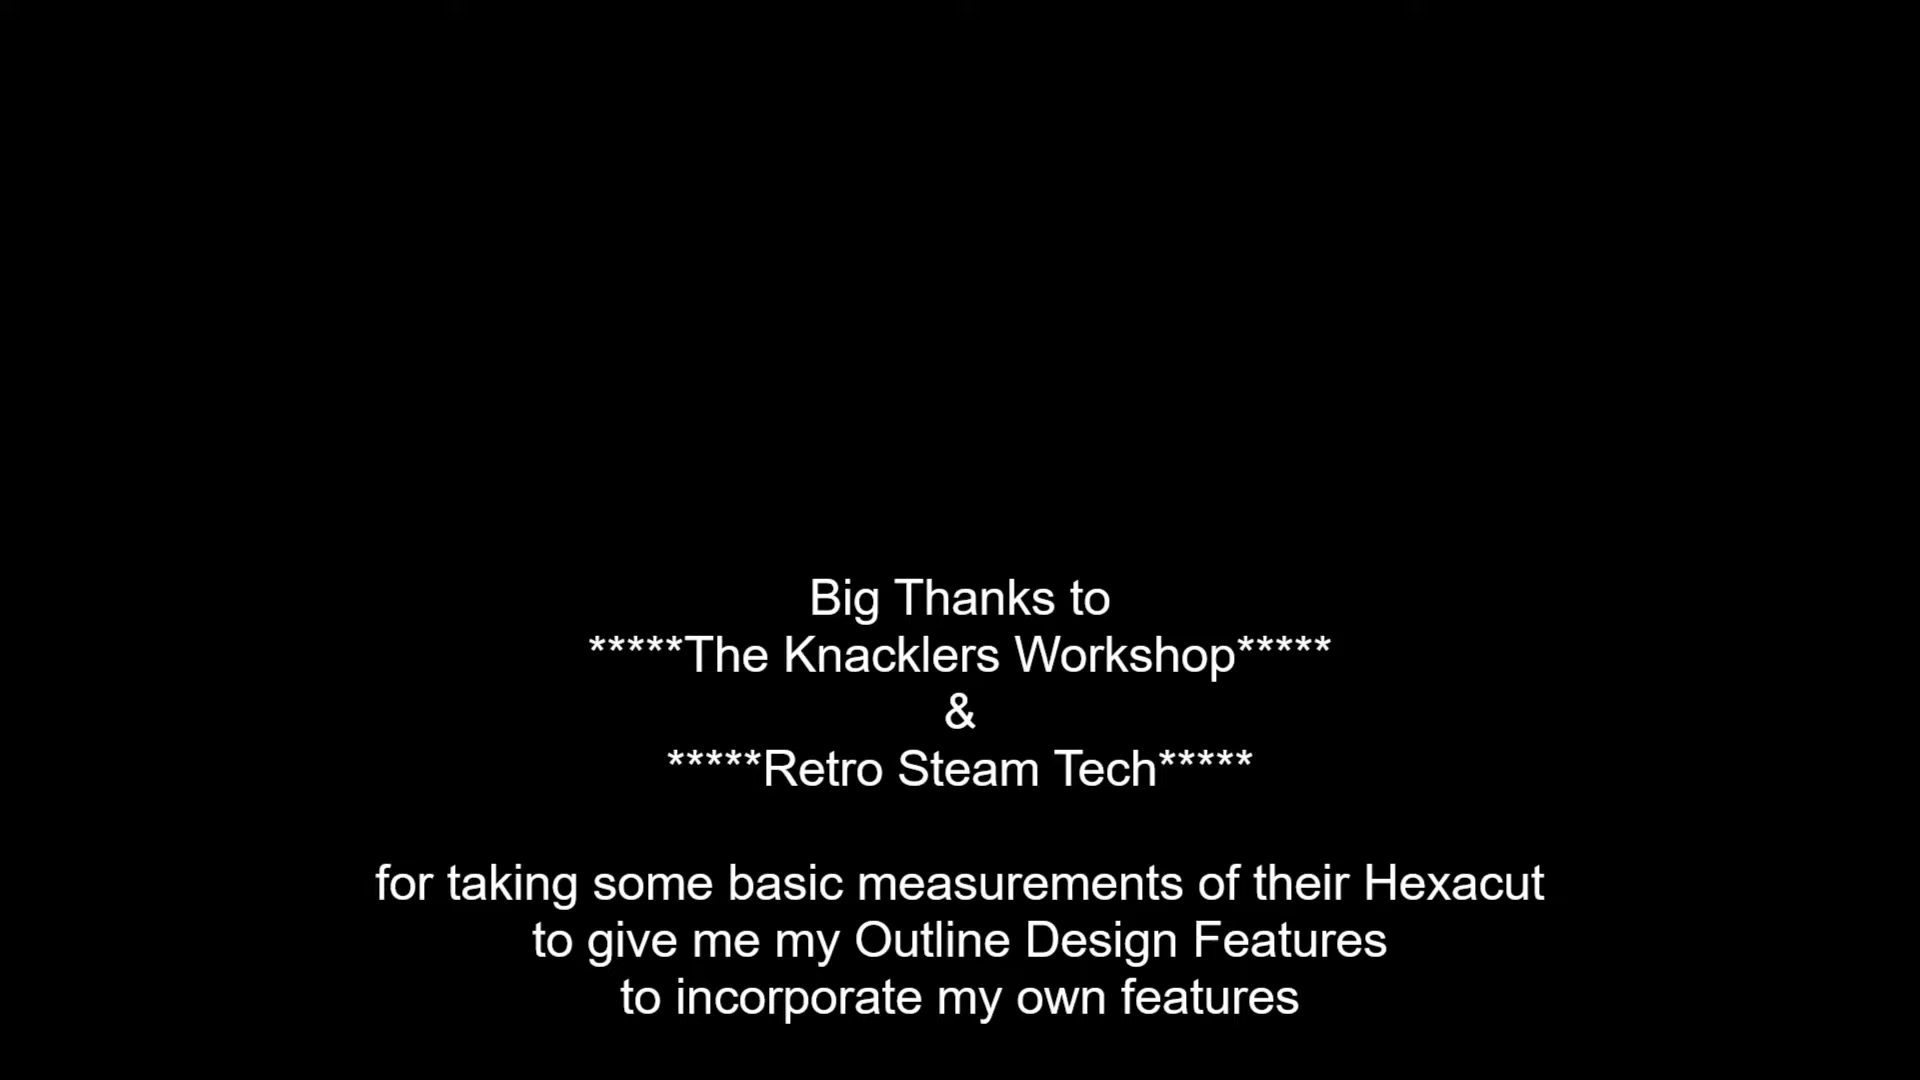 Big Thanks to
*****The Knacklers Workshop*****
&
*****Retro Steam Tech*****
for taking some basic measurements of their Hexacut
to give me my Outline Design Features
to incorporate my own features